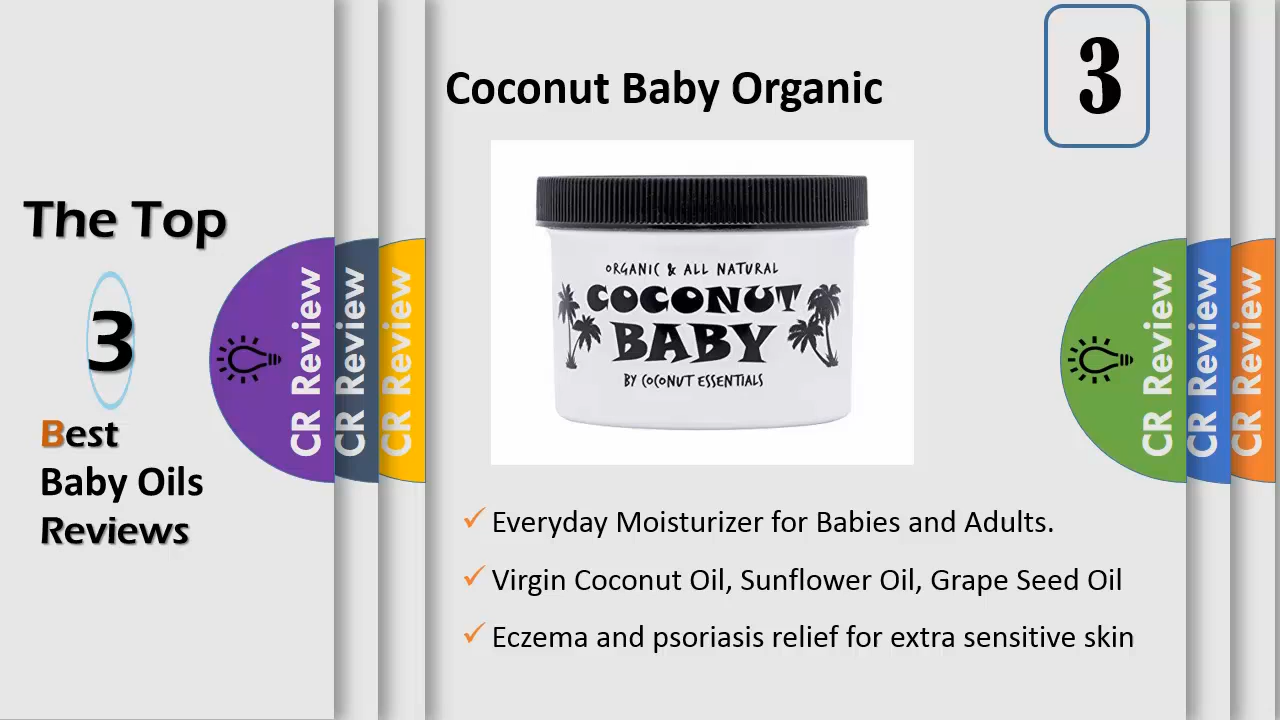 The Top
3
Best
Baby Oils
Reviews
CR Review
CR Review
CR Review
Coconut Baby Organic
3
ORGANIC & ALL NATURAL
COCONUT
BABY
BY COCONUT ESSENTIALS
Everyday Moisturizer for Babies and Adults.
Virgin Coconut Oil, Sunflower Oil, Grape Seed Oil
Eczema and psoriasis relief for extra sensitive skin
CR Review
CR Review
CR Review